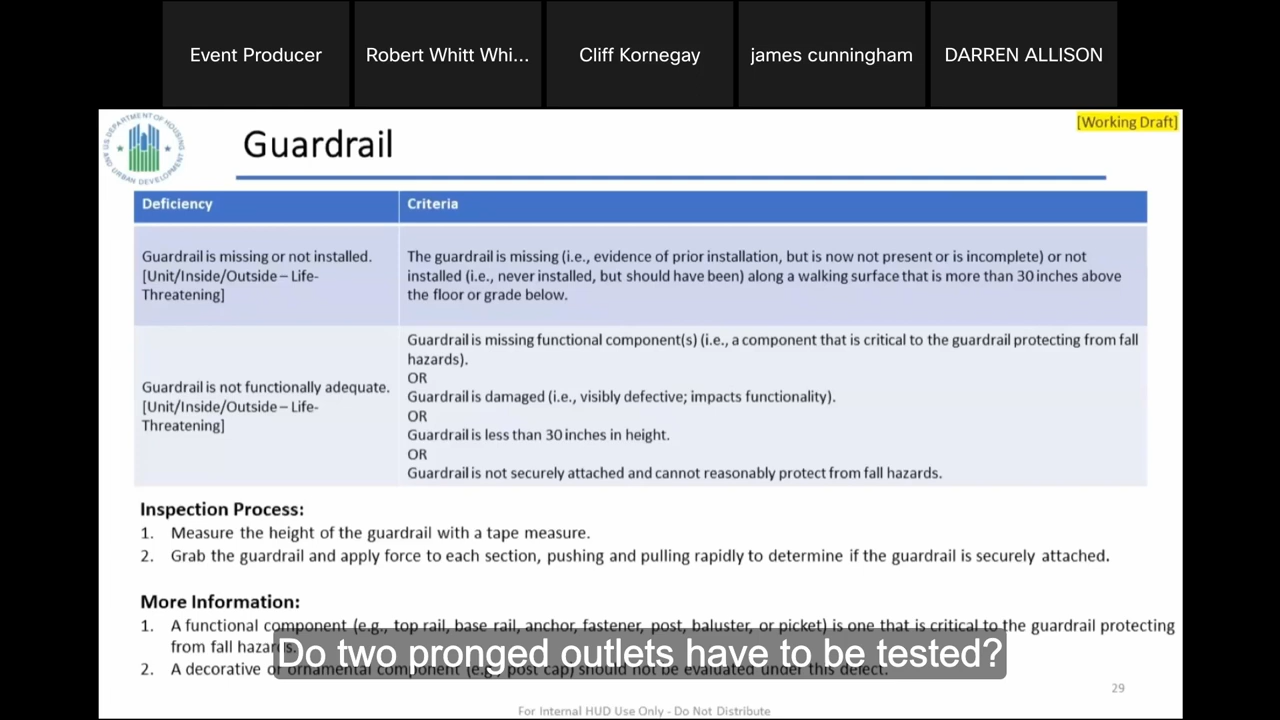 Event Producer
Robert Whitt Whi...
Cliff Kornegay
james cunningham
DARREN ALLISON
[Working Draft]
U.S. DEPARTMENT OF HOUSING AND URBAN DEVELOPMENT
Guardrail
Deficiency
Criteria
Guardrail is missing or not installed.
[Unit/Inside/Outside – Life-
Threatening]
The guardrail is missing (i.e., evidence of prior installation, but is now not present or is incomplete) or not
installed (i.e., never installed, but should have been) along a walking surface that is more than 30 inches above
the floor or grade below.
Guardrail is not functionally adequate.
[Unit/Inside/Outside – Life-
Threatening]
Guardrail is missing functional component(s) (i.e., a component that is critical to the guardrail protecting from fall
hazards).
OR
Guardrail is damaged (i.e., visibly defective; impacts functionality).
OR
Guardrail is less than 30 inches in height.
OR
Guardrail is not securely attached and cannot reasonably protect from fall hazards.
Inspection Process:
1. Measure the height of the guardrail with a tape measure.
2. Grab the guardrail and apply force to each section, pushing and pulling rapidly to determine if the guardrail is securely attached.
More Information:
1. A functional component (e.g., top rail, base rail, anchor, fastener, post, baluster, or picket) is one that is critical to the guardrail protecting
from fall hazards.
2. A decorative or ornamental component (e.g., post cap) should not be evaluated under this defect.
Do two pronged outlets have to be tested?
29
For Internal HUD Use Only - Do Not Distribute